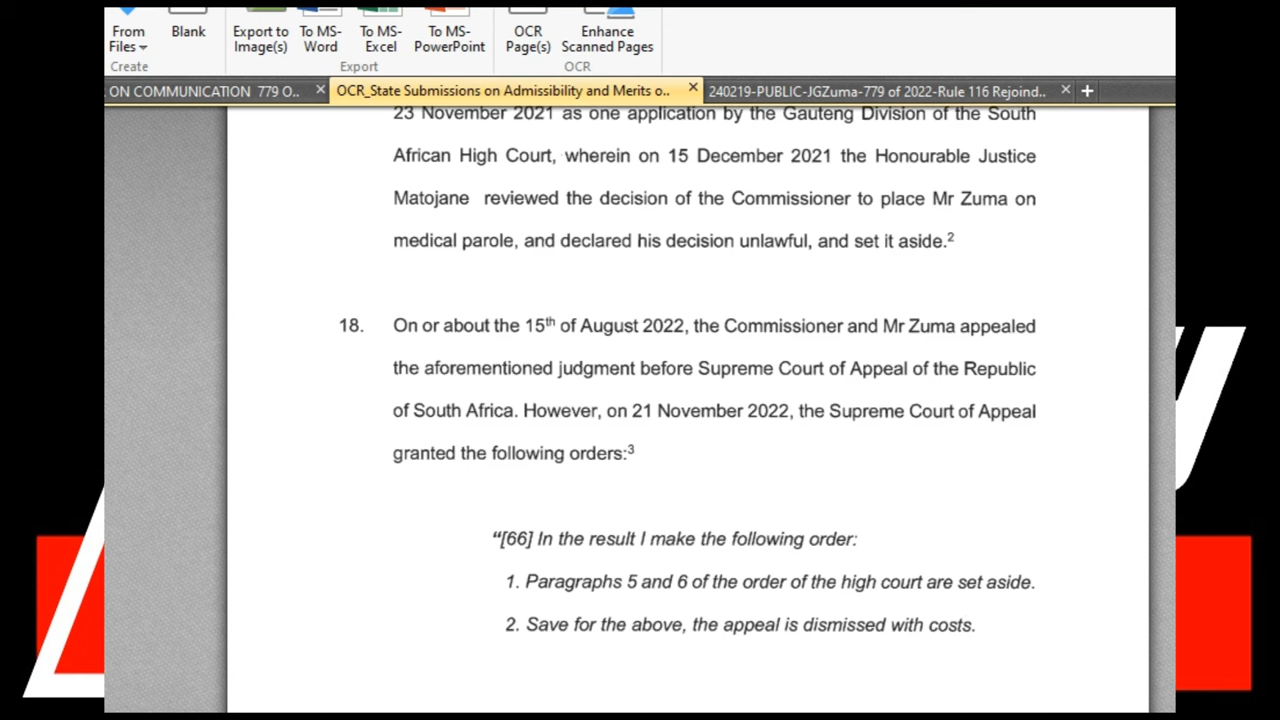 From Files
Blank
Export to Image(s)
To MS-Word
To MS-Excel
To MS-PowerPoint
OCR Page(s)
Enhance Scanned Pages
Create
Export
OCR
ON COMMUNICATION 779 O..
OCR_State Submissions on Admissibility and Merits o..
240219-PUBLIC-JGZuma-779 of 2022-Rule 116 Rejoind..
23 November 2021 as one application by the Gauteng Division of the South
African High Court, wherein on 15 December 2021 the Honourable Justice
Matojane reviewed the decision of the Commissioner to place Mr Zuma on
medical parole, and declared his decision unlawful, and set it aside.2
18. On or about the 15th of August 2022, the Commissioner and Mr Zuma appealed
the aforementioned judgment before Supreme Court of Appeal of the Republic
of South Africa. However, on 21 November 2022, the Supreme Court of Appeal
granted the following orders:3
“[66] In the result I make the following order:
1. Paragraphs 5 and 6 of the order of the high court are set aside.
2. Save for the above, the appeal is dismissed with costs.